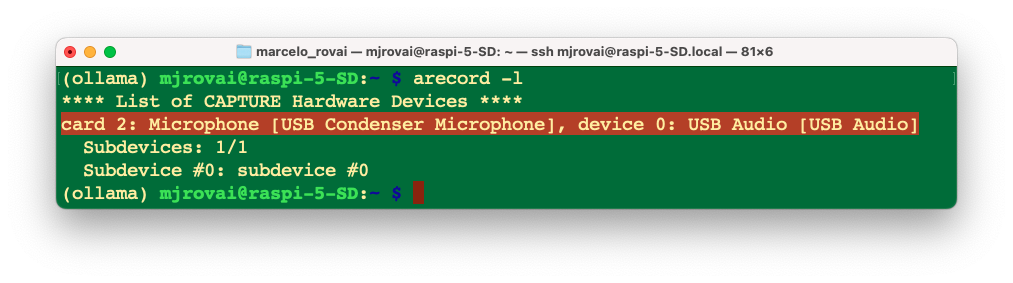 marcelo_rovai — mjrovai@raspi-5-SD: ~ — ssh mjrovai@raspi-5-SD.local — 81×6
(ollama) mjrovai@raspi-5-SD:~ $ arecord -l
**** List of CAPTURE Hardware Devices ****
card 2: Microphone [USB Condenser Microphone], device 0: USB Audio [USB Audio]
  Subdevices: 1/1
  Subdevice #0: subdevice #0
(ollama) mjrovai@raspi-5-SD:~ $